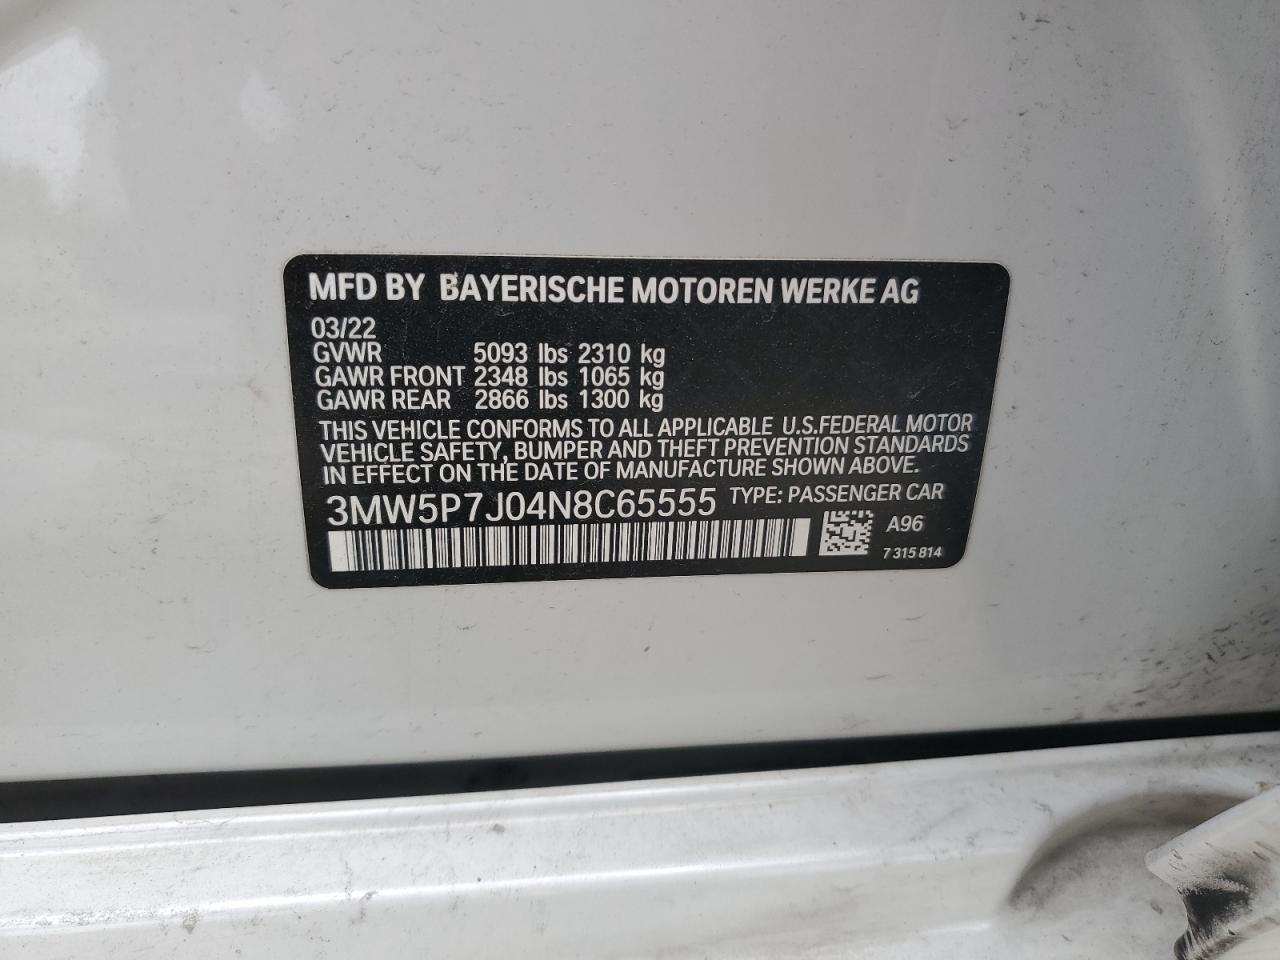 MFD BY BAYERISCHE MOTOREN WERKE AG
03/22
GVWR 5093 lbs 2310 kg
GAWR FRONT 2348 lbs 1065 kg
GAWR REAR 2866 lbs 1300 kg
THIS VEHICLE CONFORMS TO ALL APPLICABLE U.S.FEDERAL MOTOR
VEHICLE SAFETY, BUMPER AND THEFT PREVENTION STANDARDS
IN EFFECT ON THE DATE OF MANUFACTURE SHOWN ABOVE.
3MW5P7J04N8C65555 TYPE: PASSENGER CAR
A96
7 315 814